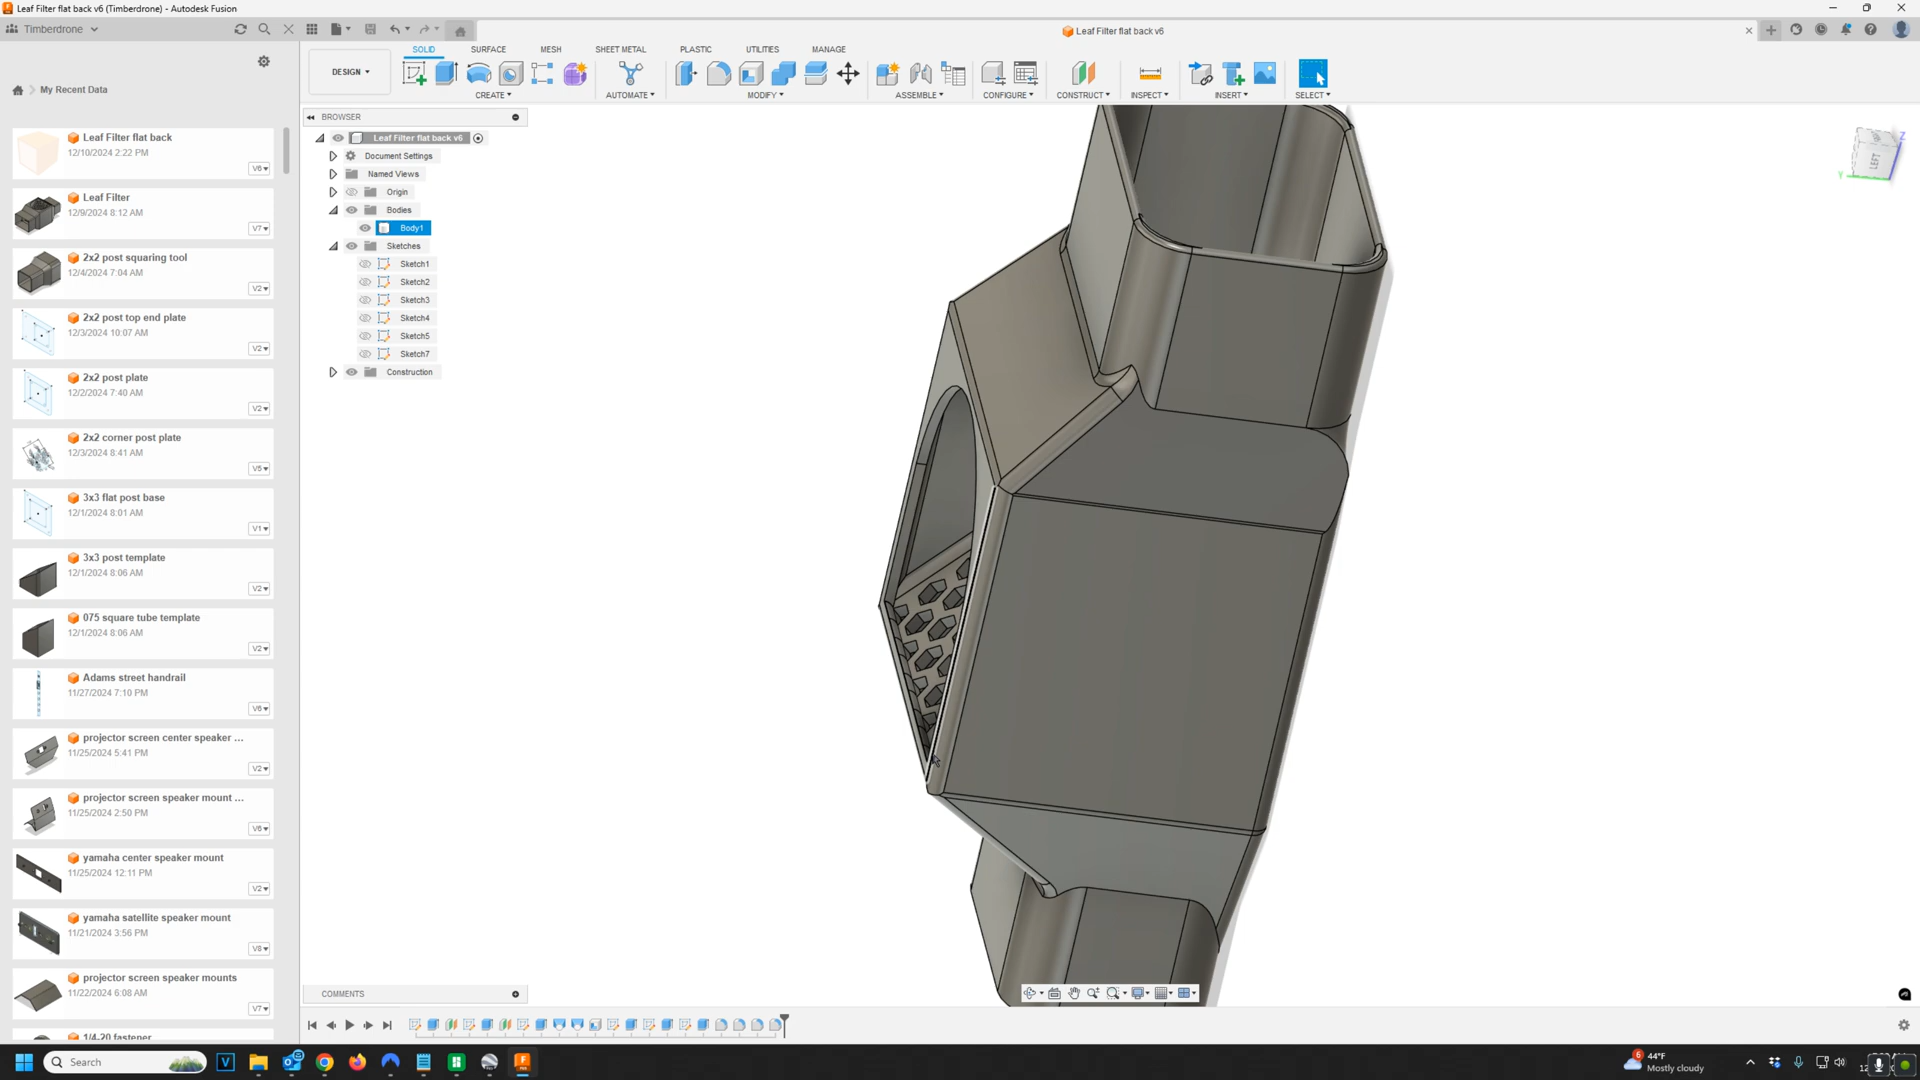 Leaf Filter flat back v6 (Timberdrone) - Autodesk Fusion
Timberdrone
Leaf Filter flat back v6
DESIGN
SOLID
SURFACE
MESH
SHEET METAL
PLASTIC
UTILITIES
MANAGE
CREATE
AUTOMATE
MODIFY
ASSEMBLE
CONFIGURE
CONSTRUCT
INSPECT
INSERT
SELECT
My Recent Data
Leaf Filter flat back
12/10/2024 2:22 PM
V6
Leaf Filter
12/9/2024 8:12 AM
V7
2x2 post squaring tool
12/4/2024 7:04 AM
V2
2x2 post top end plate
12/3/2024 10:07 AM
V2
2x2 post plate
12/2/2024 7:40 AM
V2
2x2 corner post plate
12/3/2024 8:41 AM
V5
3x3 flat post base
12/1/2024 8:01 AM
V1
3x3 post template
12/1/2024 8:06 AM
V2
075 square tube template
12/1/2024 8:06 AM
V2
Adams street handrail
11/27/2024 7:10 PM
V6
projector screen center speaker ...
11/25/2024 5:41 PM
V2
projector screen speaker mount ...
11/25/2024 2:50 PM
V6
yamaha center speaker mount
11/25/2024 12:11 PM
V2
yamaha satellite speaker mount
11/21/2024 3:56 PM
V8
projector screen speaker mounts
11/22/2024 6:08 AM
V7
1/4-20 fastener
BROWSER
Leaf Filter flat back v6
Document Settings
Named Views
Origin
Bodies
Body1
Sketches
Sketch1
Sketch2
Sketch3
Sketch4
Sketch5
Sketch7
Construction
Z
LEFT
Y
COMMENTS
Search
6
44°F
Mostly cloudy